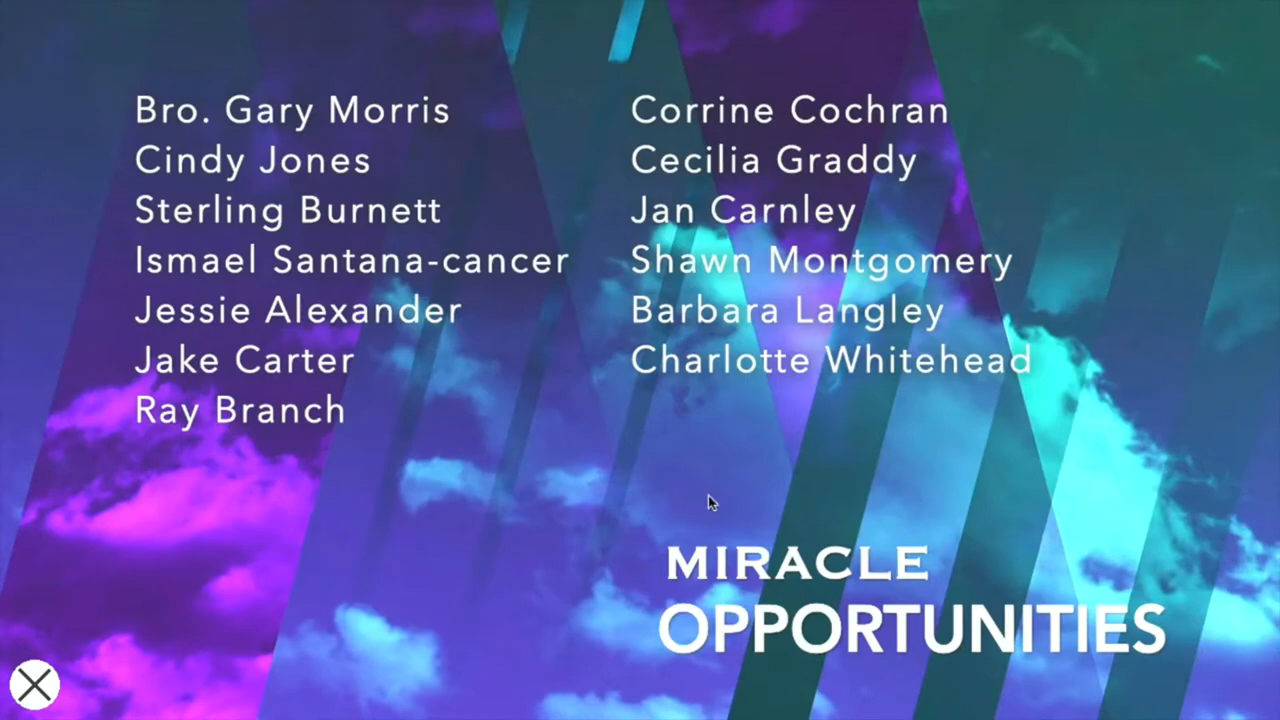 Bro. Gary Morris
Cindy Jones
Sterling Burnett
Ismael Santana-cancer
Jessie Alexander
Jake Carter
Ray Branch
Corrine Cochran
Cecilia Graddy
Jan Carnley
Shawn Montgomery
Barbara Langley
Charlotte Whitehead
MIRACLE
OPPORTUNITIES